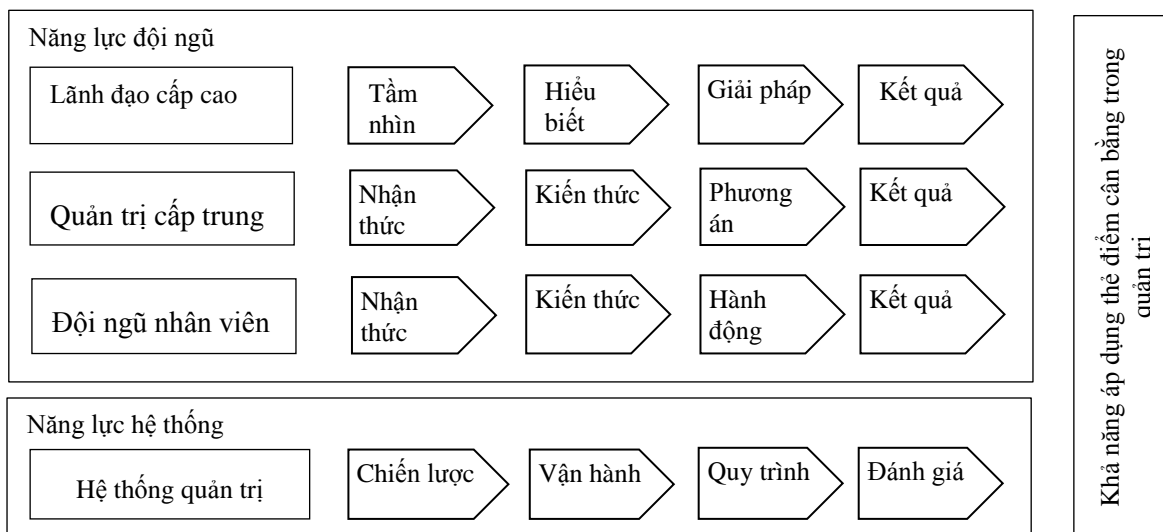 Năng lực đội ngũ
Lãnh đạo cấp cao
Tầm
nhìn
Hiểu
biết
Giải pháp
Kết quả
Quản trị cấp trung
Nhận
thức
Kiến thức
Phương
án
Kết quả
Đội ngũ nhân viên
Nhận
thức
Kiến thức
Hành
động
Kết quả
Năng lực hệ thống
Hệ thống quản trị
Chiến lược
Vận hành
Quy trình
Đánh giá
Khả năng áp dụng thẻ điểm cân bằng trong
quản trị